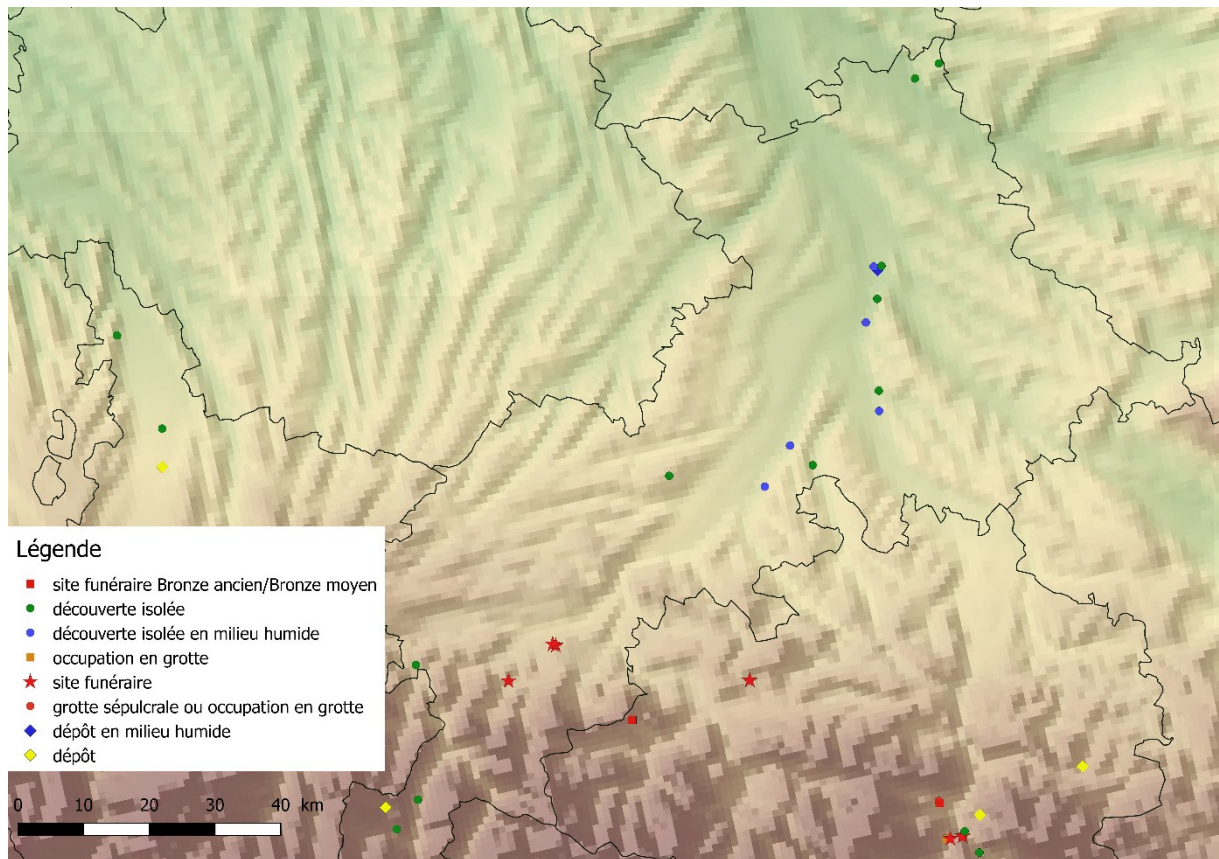 Légende
site funéraire Bronze ancien/Bronze moyen
découverte isolée
découverte isolée en milieu humide
occupation en grotte
site funéraire
grotte sépulcrale ou occupation en grotte
dépôt en milieu humide
dépôt
0 10 20 30 40 km